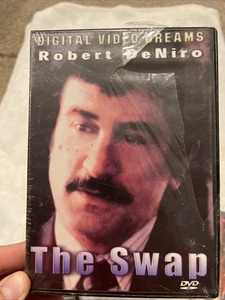 DIGITAL VIDEO DREAMS
Robert DeNiro
The Swap
DVD